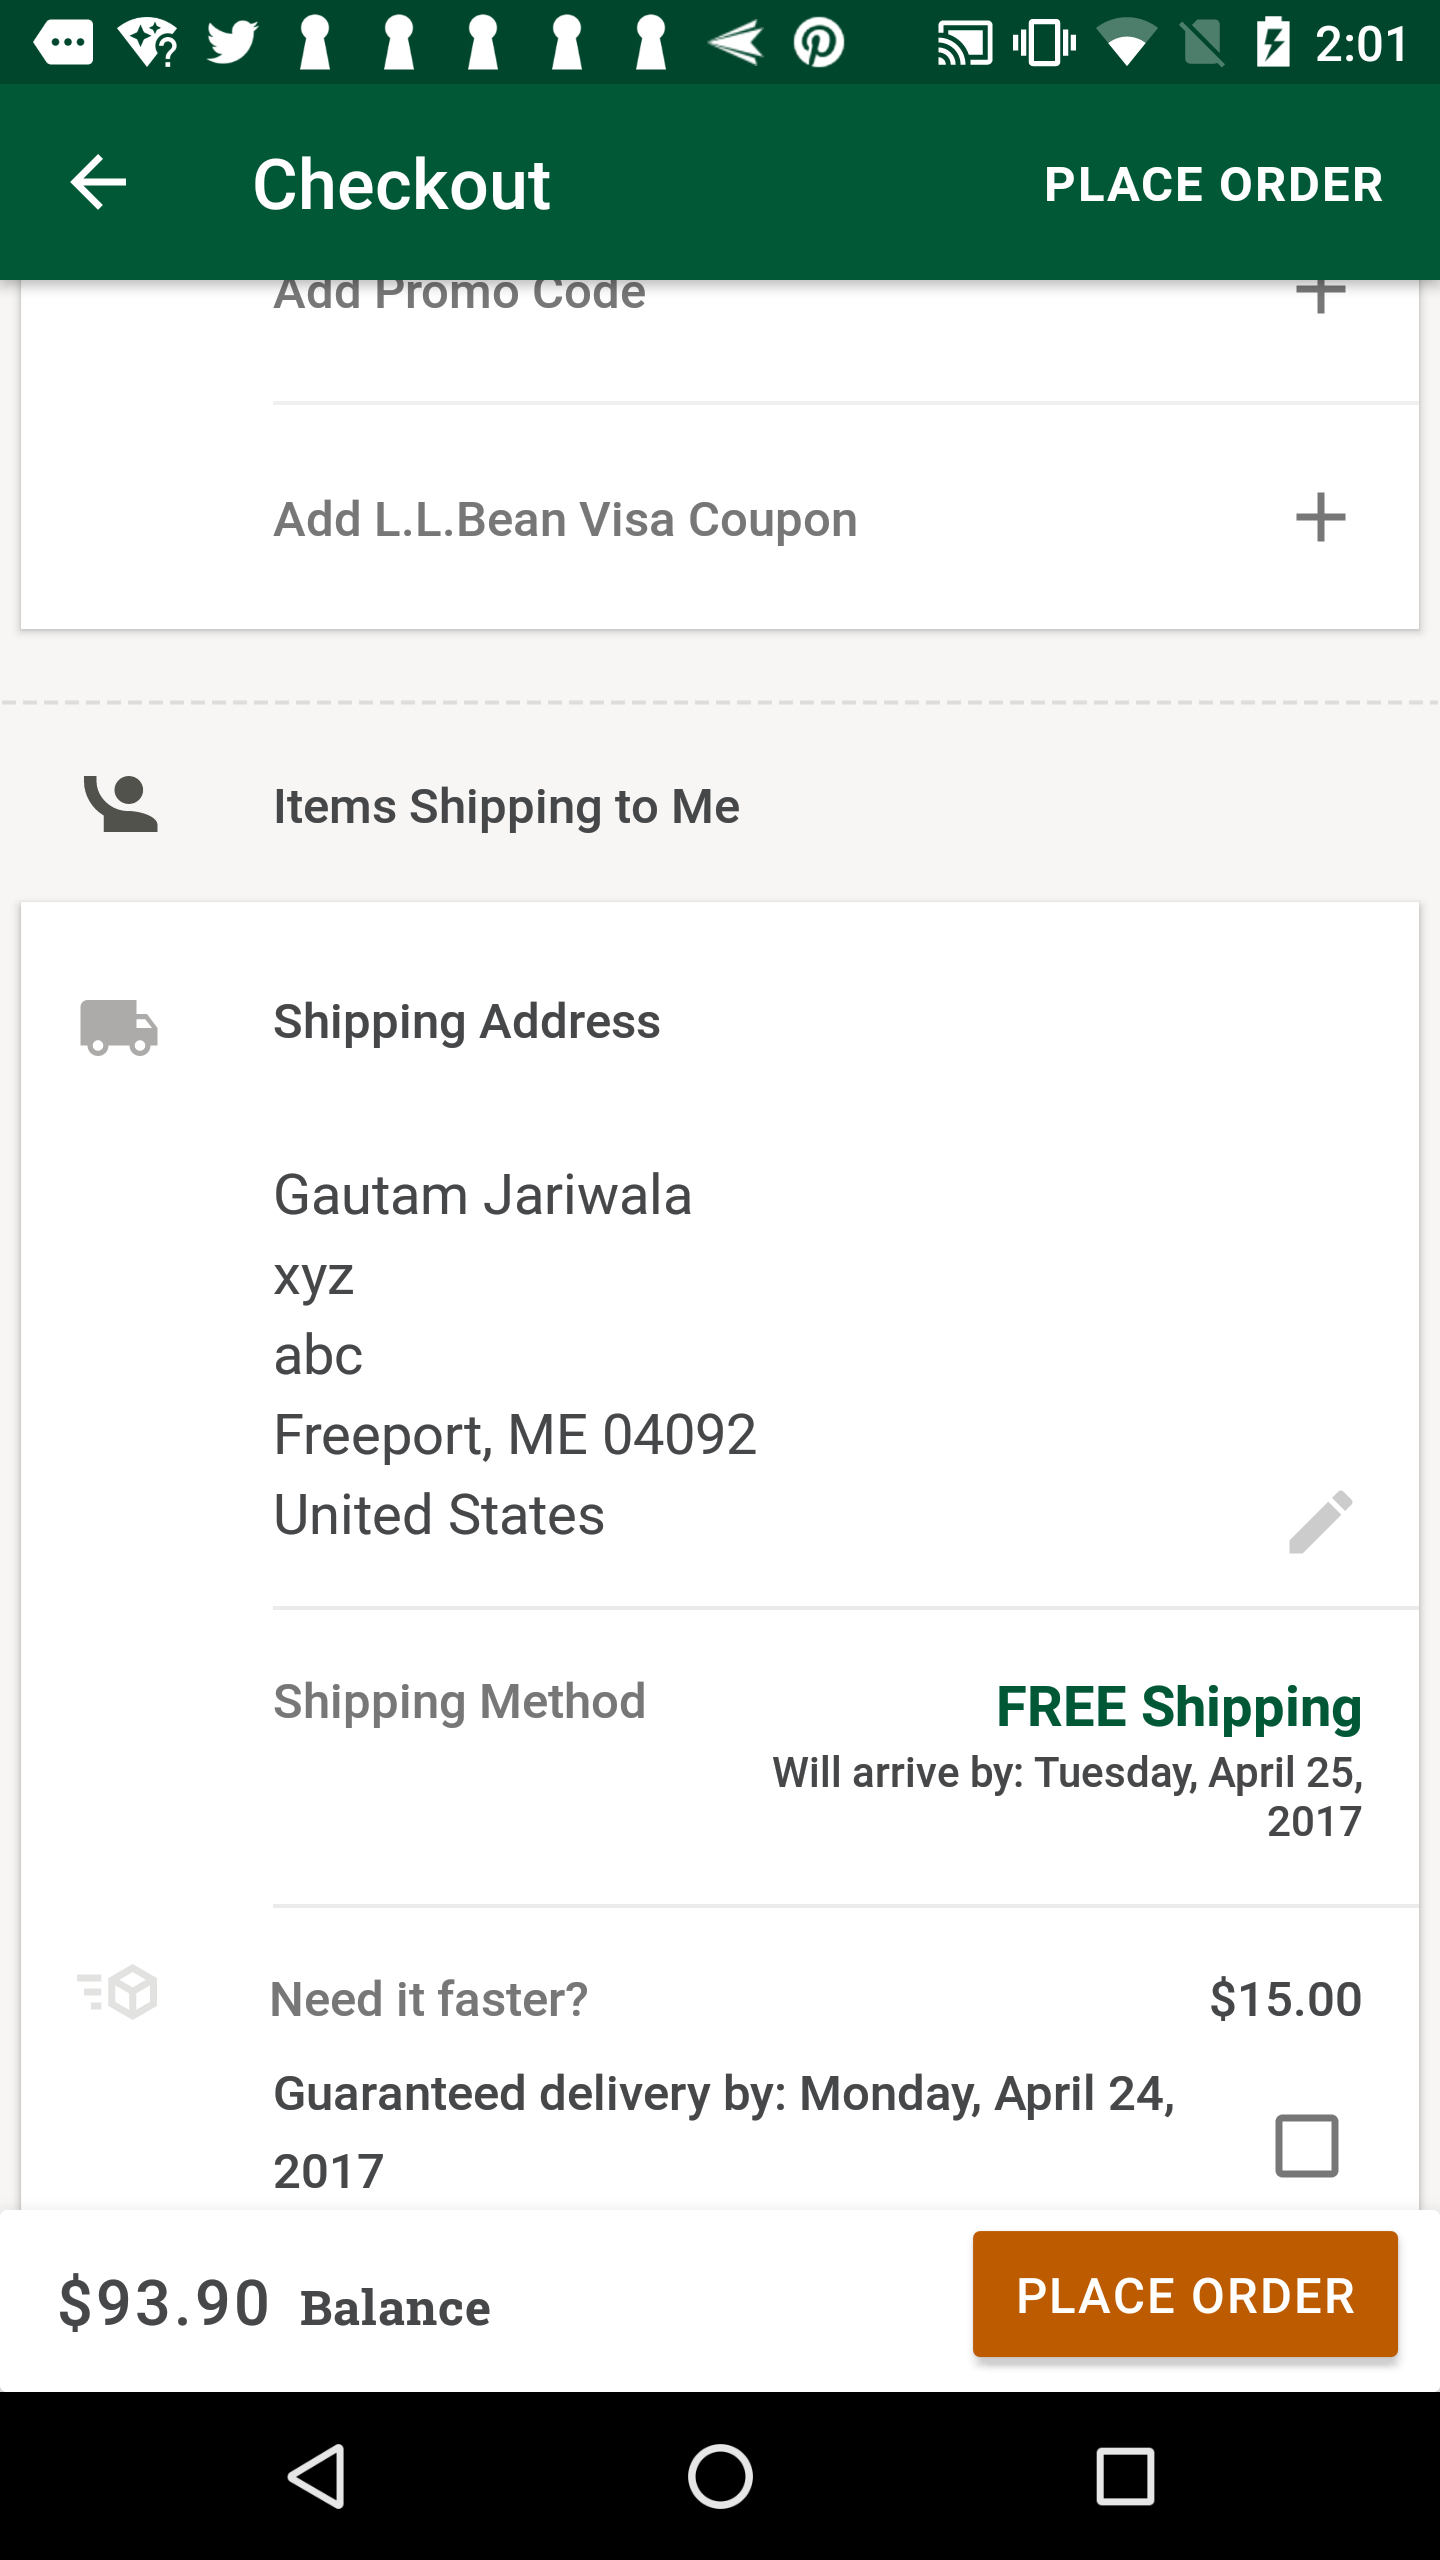 2:01
Checkout
PLACE ORDER
Add Promo Code
Add L.L.Bean Visa Coupon
Items Shipping to Me
Shipping Address
Gautam Jariwala
xyz
abc
Freeport, ME 04092
United States
Shipping Method
FREE Shipping
Will arrive by: Tuesday, April 25,
2017
Need it faster?
$15.00
Guaranteed delivery by: Monday, April 24,
2017
$93.90 Balance
PLACE ORDER